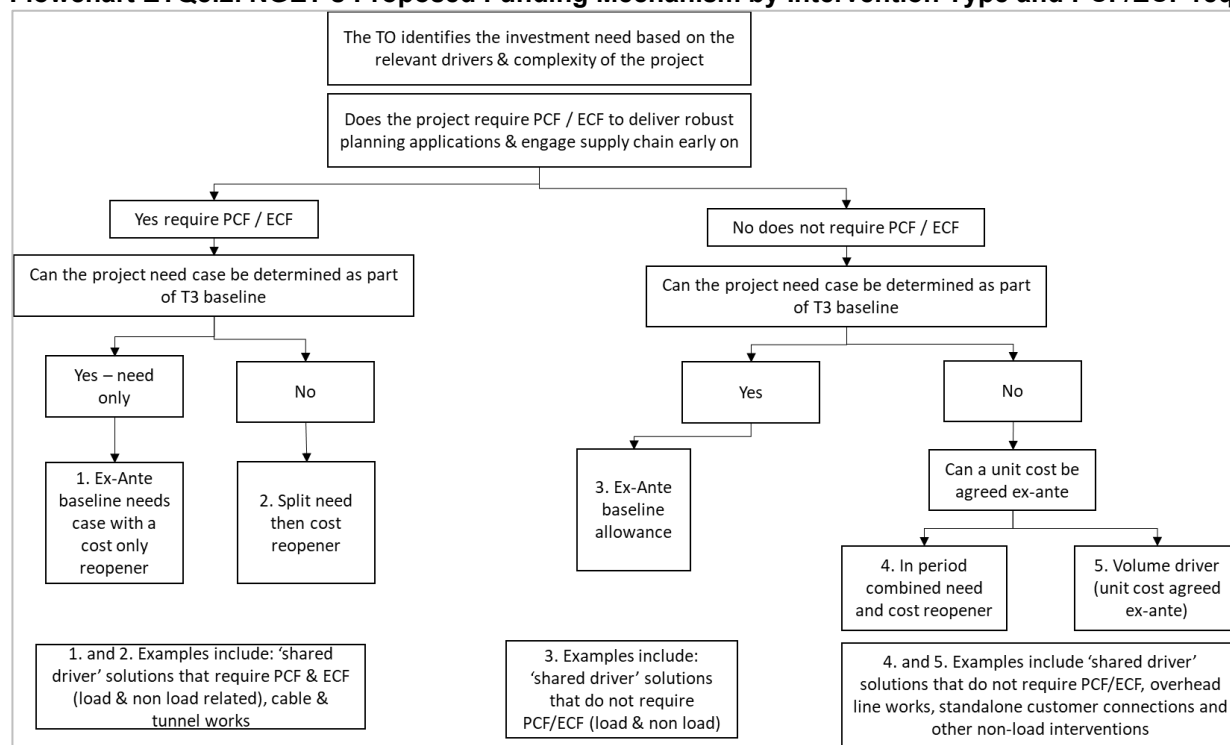 The TO identifies the investment need based on the
relevant drivers & complexity of the project
Does the project require PCF / ECF to deliver robust
planning applications & engage supply chain early on
Yes require PCF / ECF
No does not require PCF / ECF
Can the project need case be determined as part
of T3 baseline
Can the project need case be determined as part
of T3 baseline
Yes – need
only
No
Yes
No
1. Ex-Ante
baseline needs
case with a
cost only
reopener
2. Split need
then cost
reopener
3. Ex-Ante
baseline
allowance
Can a unit cost be
agreed ex-ante
4. In period
combined need
and cost reopener
5. Volume driver
(unit cost agreed
ex-ante)
1. and 2. Examples include: ‘shared
driver’ solutions that require PCF & ECF
(load & non load related), cable &
tunnel works
3. Examples include:
‘shared driver’ solutions
that do not require
PCF/ECF (load & non load)
4. and 5. Examples include ‘shared driver’
solutions that do not require PCF/ECF, overhead
line works, standalone customer connections and
other non-load interventions